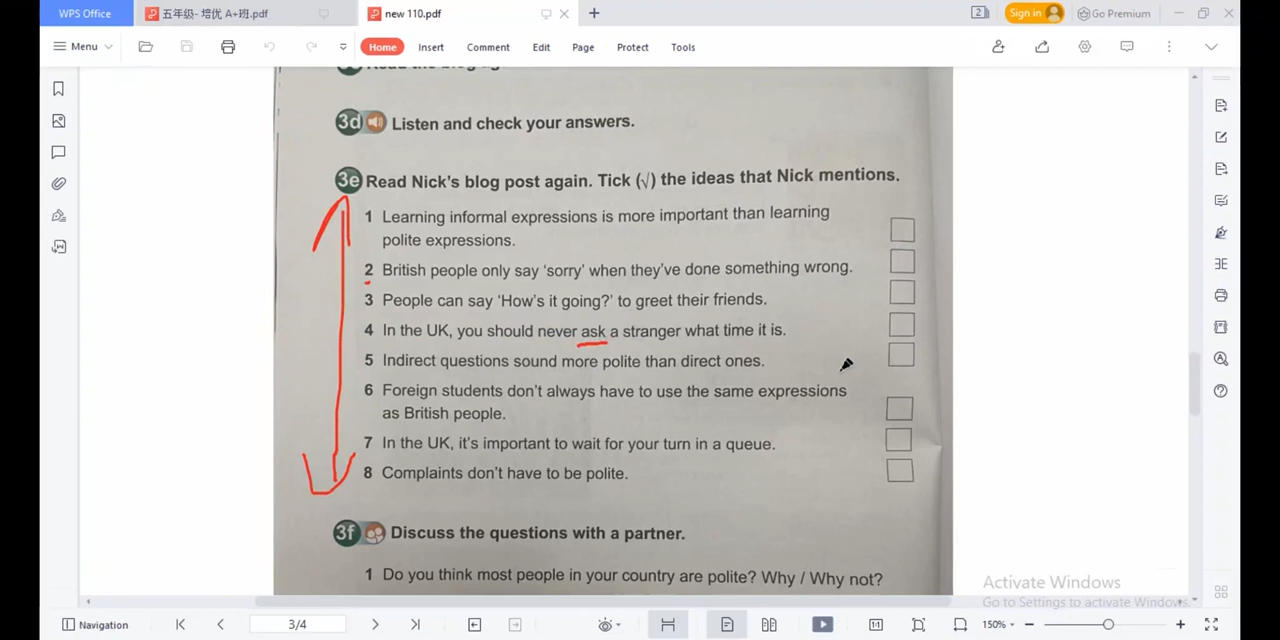 WPS Office
五年级- 培优 A+班.pdf
new 110.pdf
2
Sign in
Go Premium
Menu
Home
Insert
Comment
Edit
Page
Protect
Tools
3d Listen and check your answers.
3e Read Nick's blog post again. Tick (√) the ideas that Nick mentions.
1 Learning informal expressions is more important than learning
polite expressions.
2 British people only say 'sorry' when they've done something wrong.
3 People can say 'How's it going?' to greet their friends.
4 In the UK, you should never ask a stranger what time it is.
5 Indirect questions sound more polite than direct ones.
6 Foreign students don't always have to use the same expressions
as British people.
7 In the UK, it's important to wait for your turn in a queue.
8 Complaints don't have to be polite.
3f Discuss the questions with a partner.
1 Do you think most people in your country are polite? Why / Why not?
Activate Windows
Go to Settings to activate Windows.
Navigation
3/4
150%